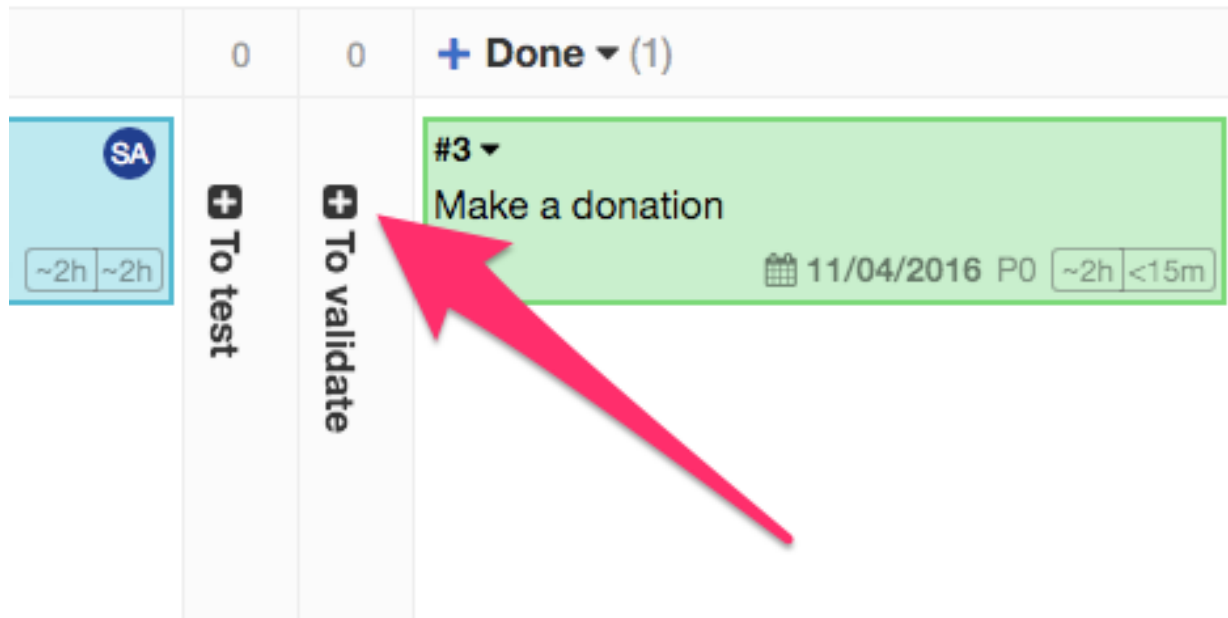 0
0
+ Done (1)
SA
~2h ~2h
To test
To validate
#3
Make a donation
11/04/2016 P0 ~2h <15m